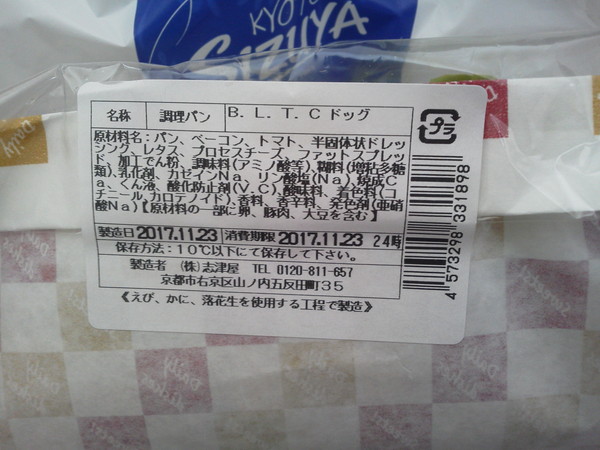 KYOTO
SIZUYA
名称 調理パン B. L. T. C ドッグ
原材料名：パン、ベーコン、トマト、半固体状ドレッ
シング、レタス、プロセスチーズ、ファットスプレッ
ド、加工でん粉、調味料(アミノ酸等)、糊料(増粘多糖
類)、乳化剤、カゼインNa、リン酸塩(Na)、焼成C
a、くん液、酸化防止剤(V.C)、酸味料、着色料(コ
チニール、カロテノイド)、香料、香辛料、発色剤(亜硝
酸Na)【原材料の一部に卵、豚肉、大豆を含む】
製造日 2017.11.23 消費期限 2017.11.23 24時
保存方法：10℃以下にて保存して下さい。
製造者 (株)志津屋 TEL 0120-811-657
京都市右京区山ノ内五反田町35
《えび、かに、落花生を使用する工程で製造》
プラ
4 573298 331898
Daily